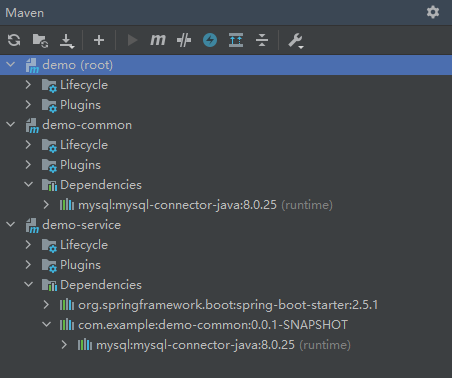 Maven
m
demo (root)
Lifecycle
Plugins
demo-common
Lifecycle
Plugins
Dependencies
mysql:mysql-connector-java:8.0.25 (runtime)
demo-service
Lifecycle
Plugins
Dependencies
org.springframework.boot:spring-boot-starter:2.5.1
com.example:demo-common:0.0.1-SNAPSHOT
mysql:mysql-connector-java:8.0.25 (runtime)